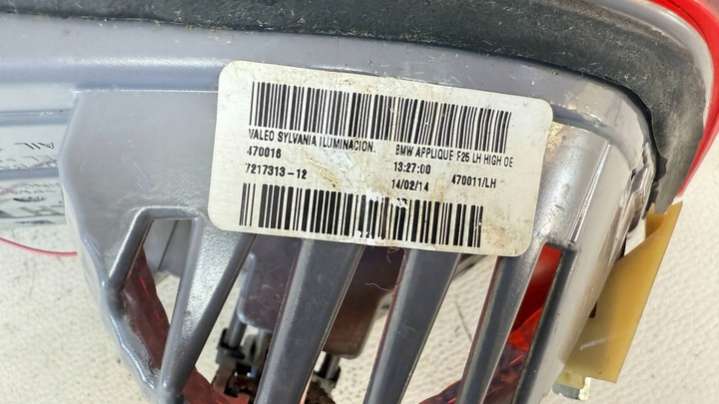 VALEO SYLVANIA ILUMINACION. BMW APPLIQUE F25 LH HIGH OE
470016 13:27:00
7217313-12 14/02/14 470011/LH
AIL